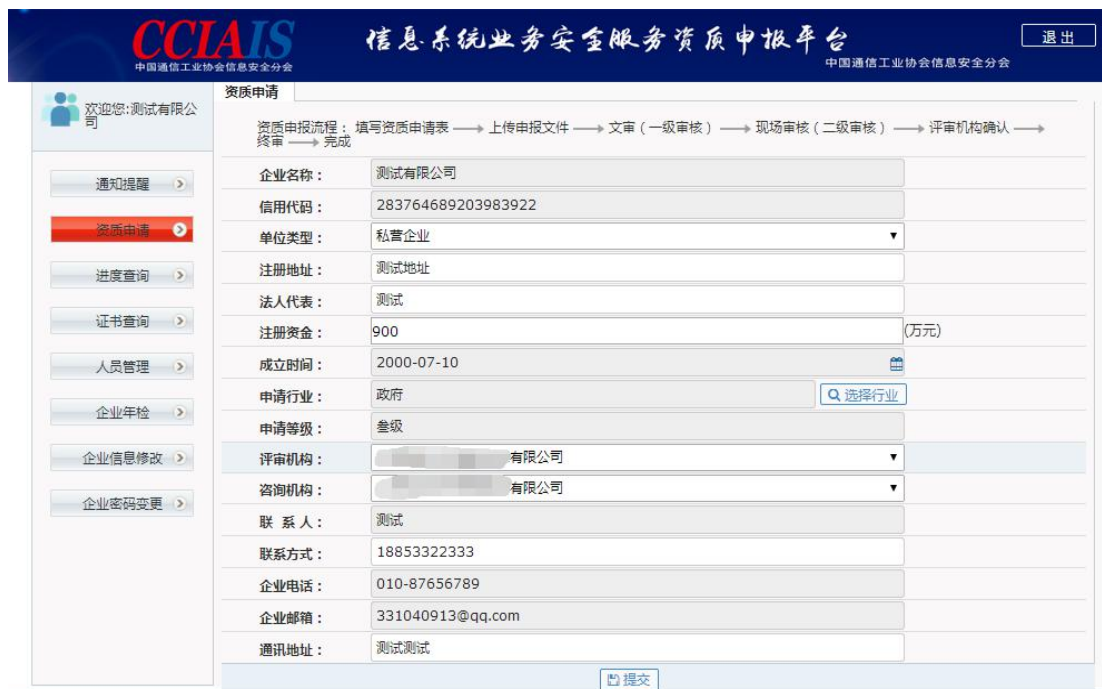 CCIAIS
中国通信工业协会信息安全分会
信息系统业务安全服务资质申报平台
中国通信工业协会信息安全分会
退出
欢迎您:测试有限公
司
通知提醒
资质申请
进度查询
证书查询
人员管理
企业年检
企业信息修改
企业密码变更
资质申请
资质申报流程： 填写资质申请表 ——→ 上传申报文件 ——→ 文审（一级审核） ——→ 现场审核（二级审核） ——→ 评审机构确认 ——→
终审 ——→ 完成
企业名称： 测试有限公司
信用代码： 283764689203983922
单位类型： 私营企业
注册地址： 测试地址
法人代表： 测试
注册资金： 900 (万元)
成立时间： 2000-07-10
申请行业： 政府 选择行业
申请等级： 叁级
评审机构： 有限公司
咨询机构： 有限公司
联 系 人： 测试
联系方式： 18853322333
企业电话： 010-87656789
企业邮箱： 331040913@qq.com
通讯地址： 测试测试
提交